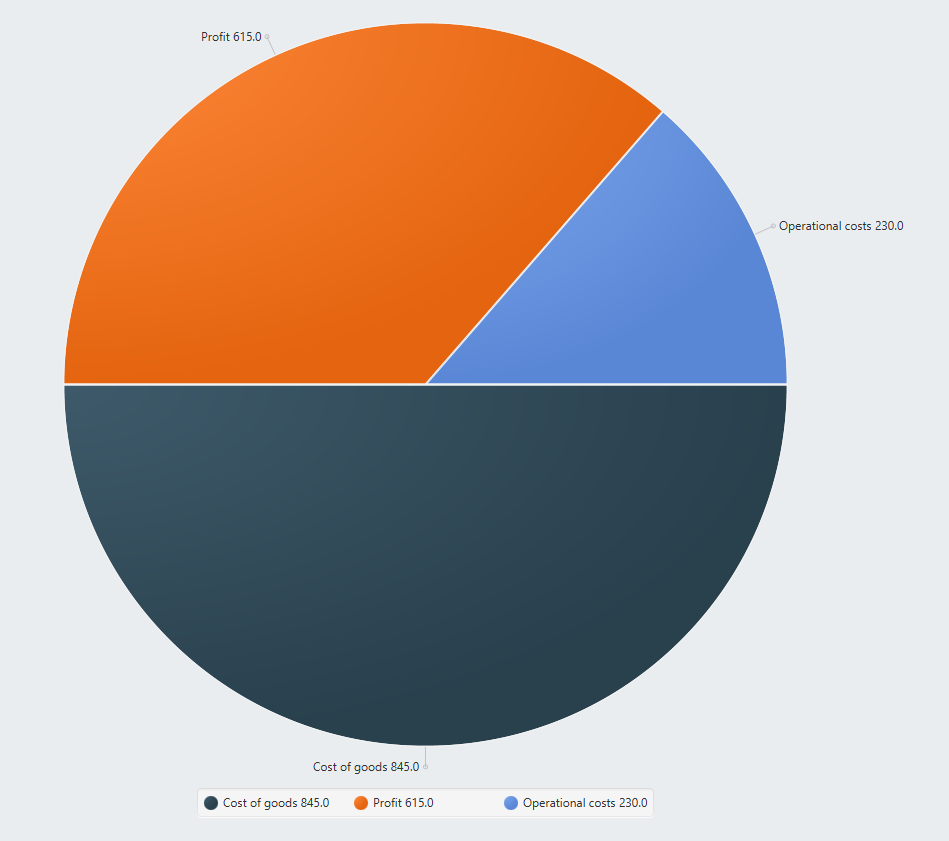 Profit 615.0
Operational costs 230.0
Cost of goods 845.0
Cost of goods 845.0 Profit 615.0 Operational costs 230.0